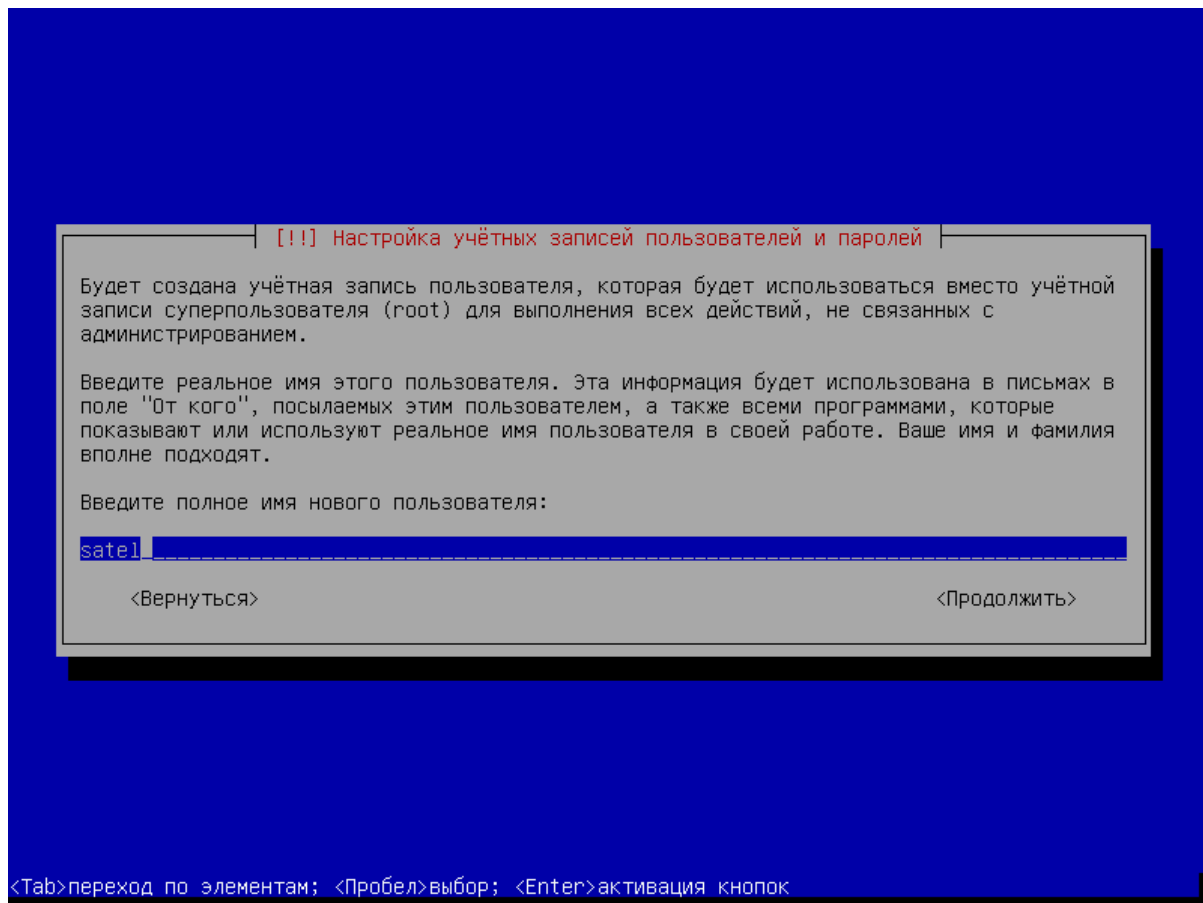 [!!] Настройка учётных записей пользователей и паролей
Будет создана учётная запись пользователя, которая будет использоваться вместо учётной
записи суперпользователя (root) для выполнения всех действий, не связанных с
администрированием.
Введите реальное имя этого пользователя. Эта информация будет использована в письмах в
поле "От кого", посылаемых этим пользователем, а также всеми программами, которые
показывают или используют реальное имя пользователя в своей работе. Ваше имя и фамилия
вполне подходят.
Введите полное имя нового пользователя:
satel
<Вернуться> <Продолжить>
<Tab>переход по элементам; <Пробел>выбор; <Enter>активация кнопок